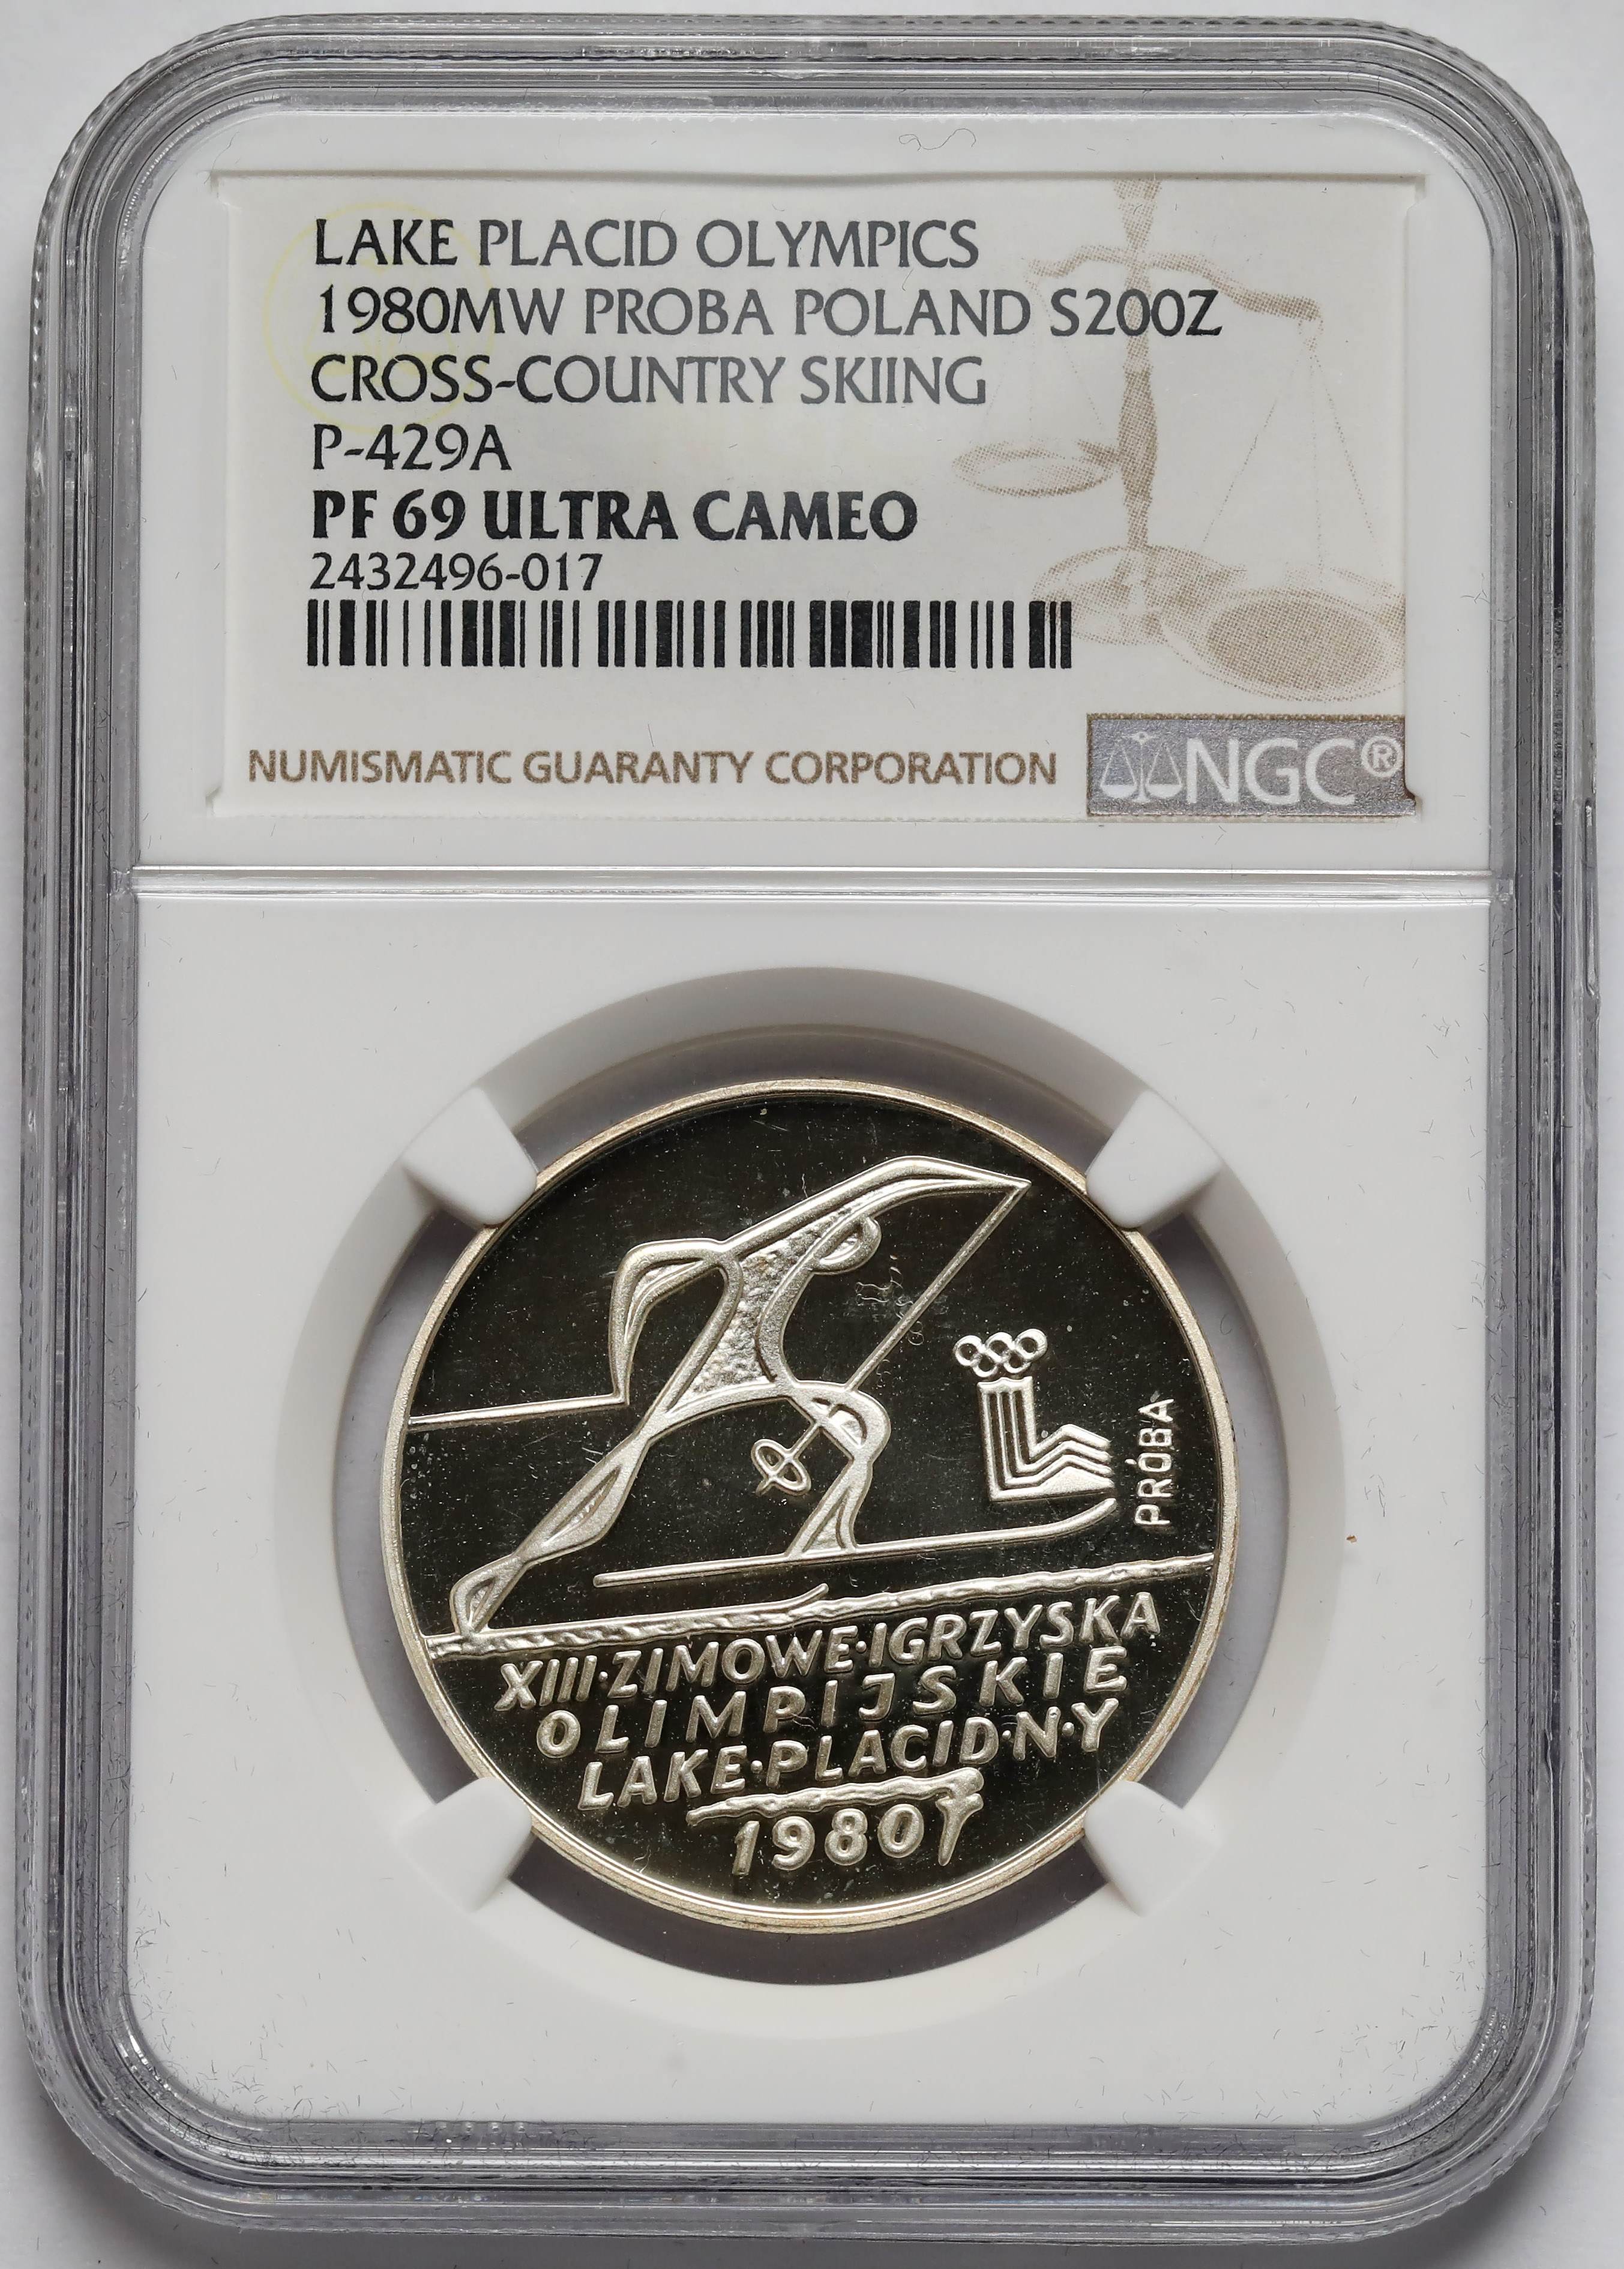 LAKE PLACID OLYMPICS
1980MW PROBA POLAND S200Z
CROSS-COUNTRY SKIING
P-429A
PF 69 ULTRA CAMEO
2432496-017
NUMISMATIC GUARANTY CORPORATION
NGC®
PRÓBA
XIII·ZIMOWE·IGRZYSKA
OLIMPIJSKIE
LAKE·PLACID·N·Y
1980